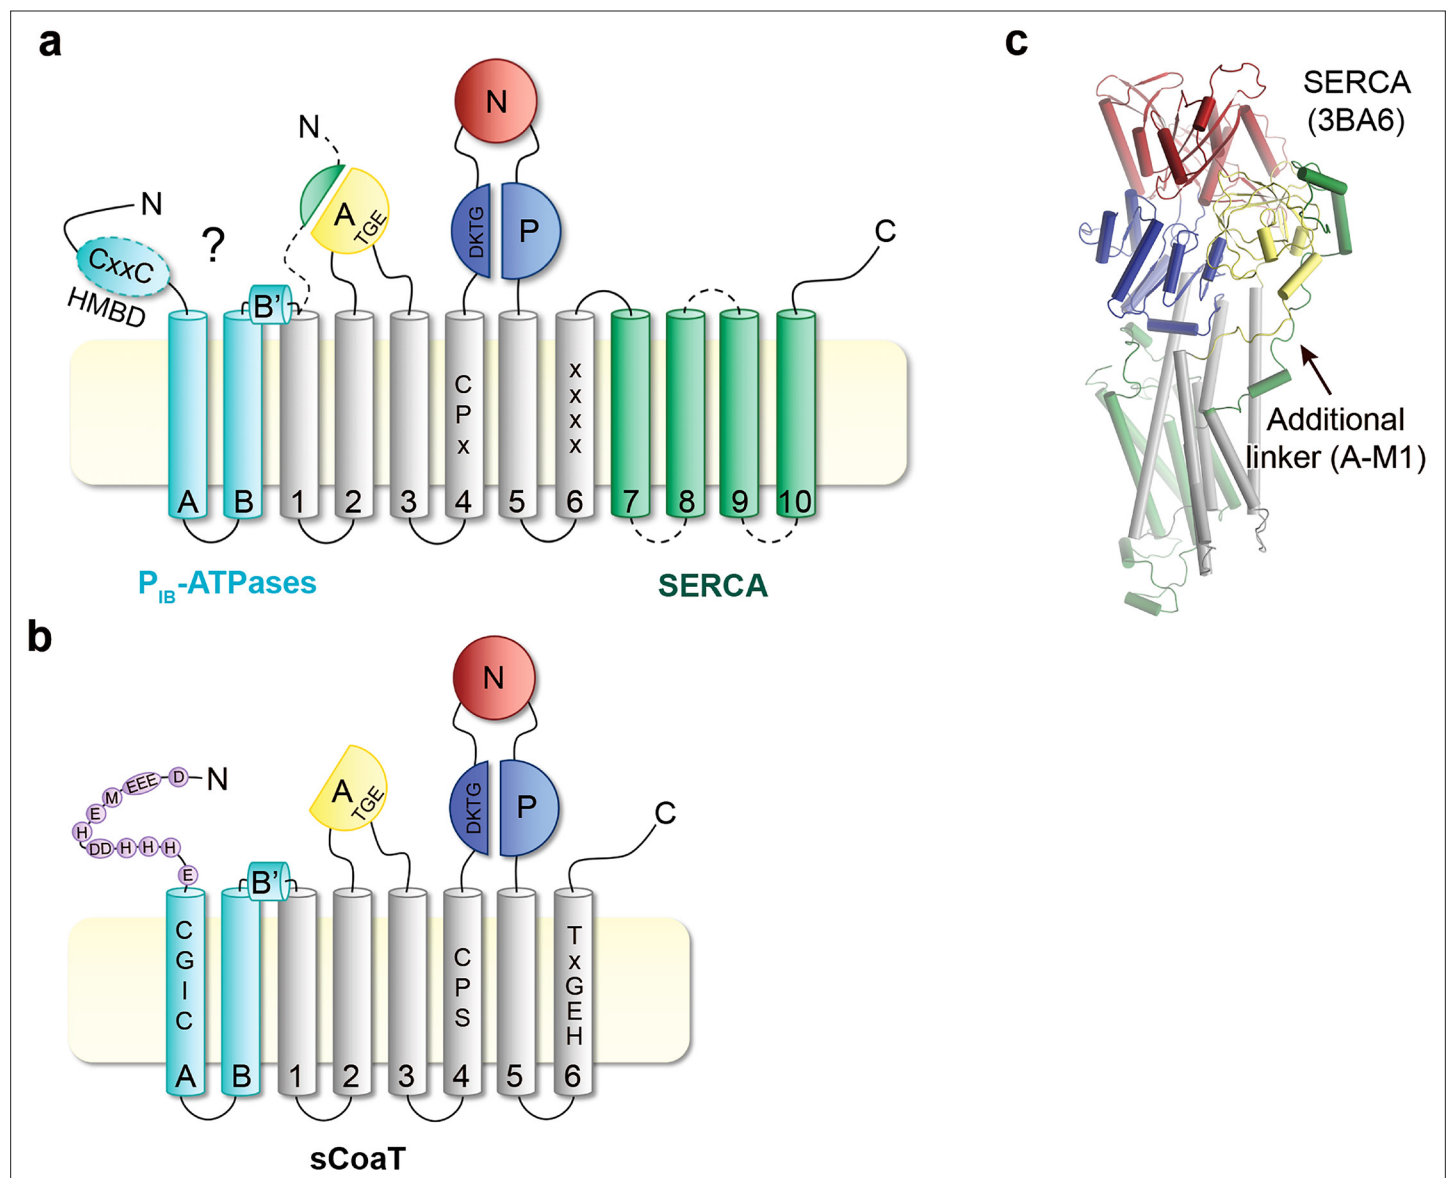 a
N
N
A
TGE
DKTG
P
N
CxxC
HMBD
?
B’
C
C
P
x
x
x
x
x
A
B
1
2
3
4
5
6
7
8
9
10
PIB-ATPases
SERCA
c
SERCA
(3BA6)
Additional
linker (A-M1)
b
N
A
TGE
DKTG
P
N
D
EEE
M
E
H
DD
H
H
H
E
B’
C
C
G
I
C
C
P
S
T
x
G
E
H
A
B
1
2
3
4
5
6
sCoaT